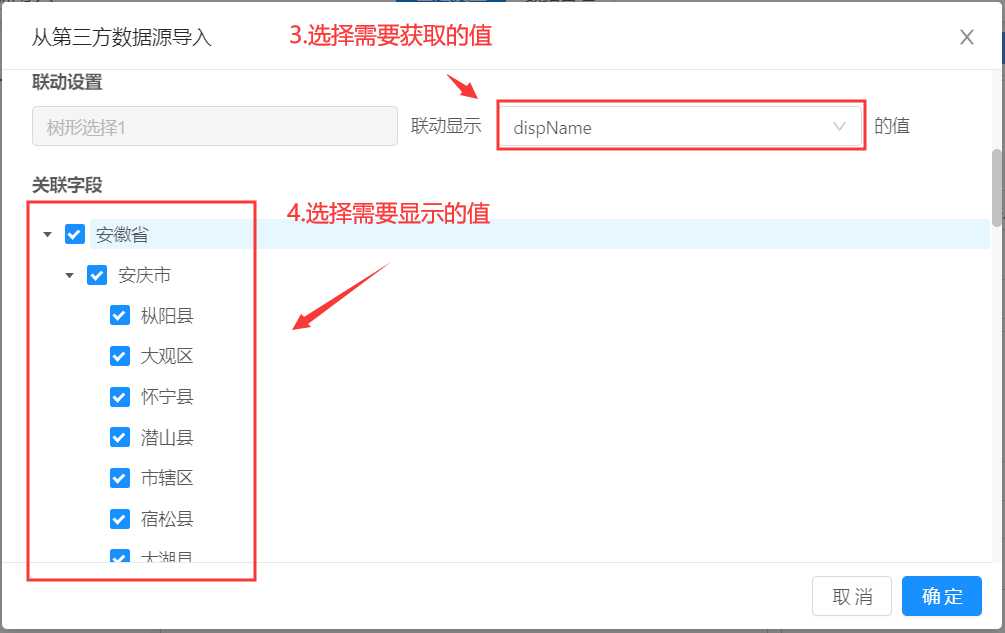 从第三方数据源导入
3.选择需要获取的值
联动设置
树形选择1
联动显示
dispName
的值
关联字段
4.选择需要显示的值
安徽省
安庆市
枞阳县
大观区
怀宁县
潜山县
市辖区
宿松县
太湖县
取 消
确 定